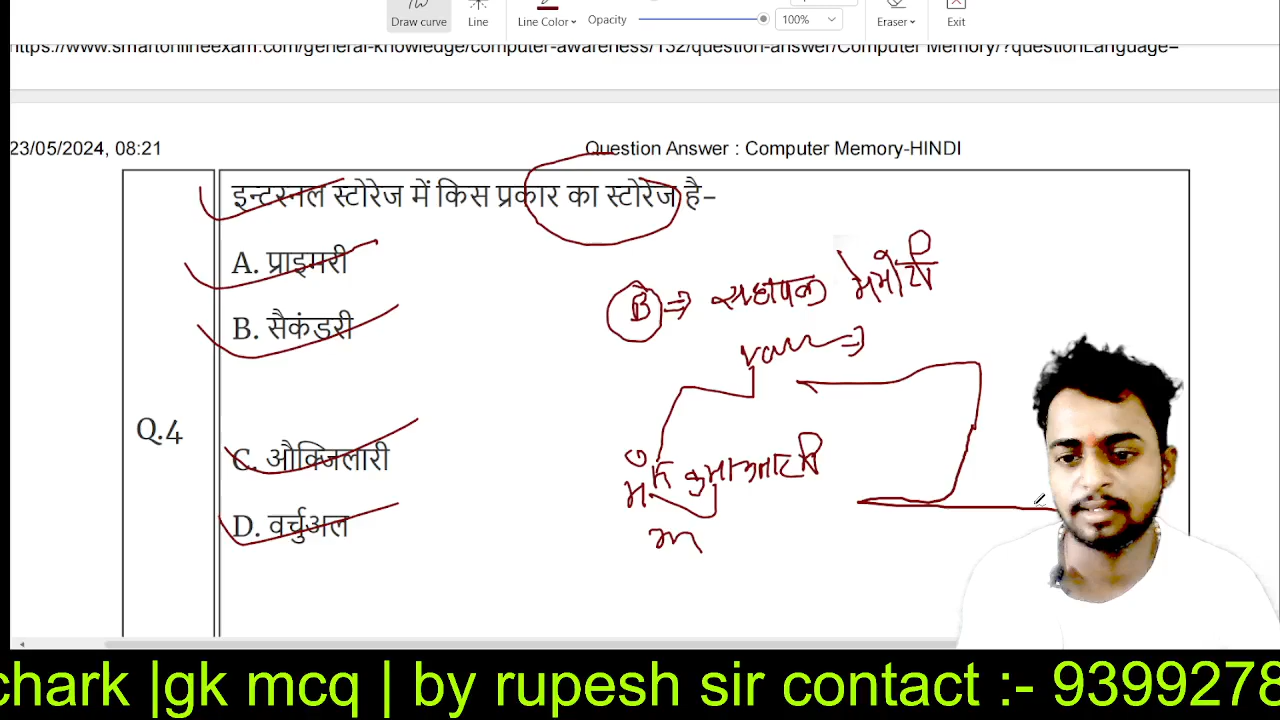 Draw curve Line Line Color Opacity 100% Eraser Exit
https://www.smartonlineexam.com/general-knowledge/computer-awareness/132/question-answer/Computer Memory/?questionLanguage=
23/05/2024, 08:21 Question Answer : Computer Memory-HINDI
इन्टरनल स्टोरेज में किस प्रकार का स्टोरेज है-
A. प्राइमरी
B. सैकंडरी
B ⇒ सहायक मेमोरी
Q.4
C. औक्जिलारी
D. वर्चुअल
chark |gk mcq | by rupesh sir contact :- 9399278